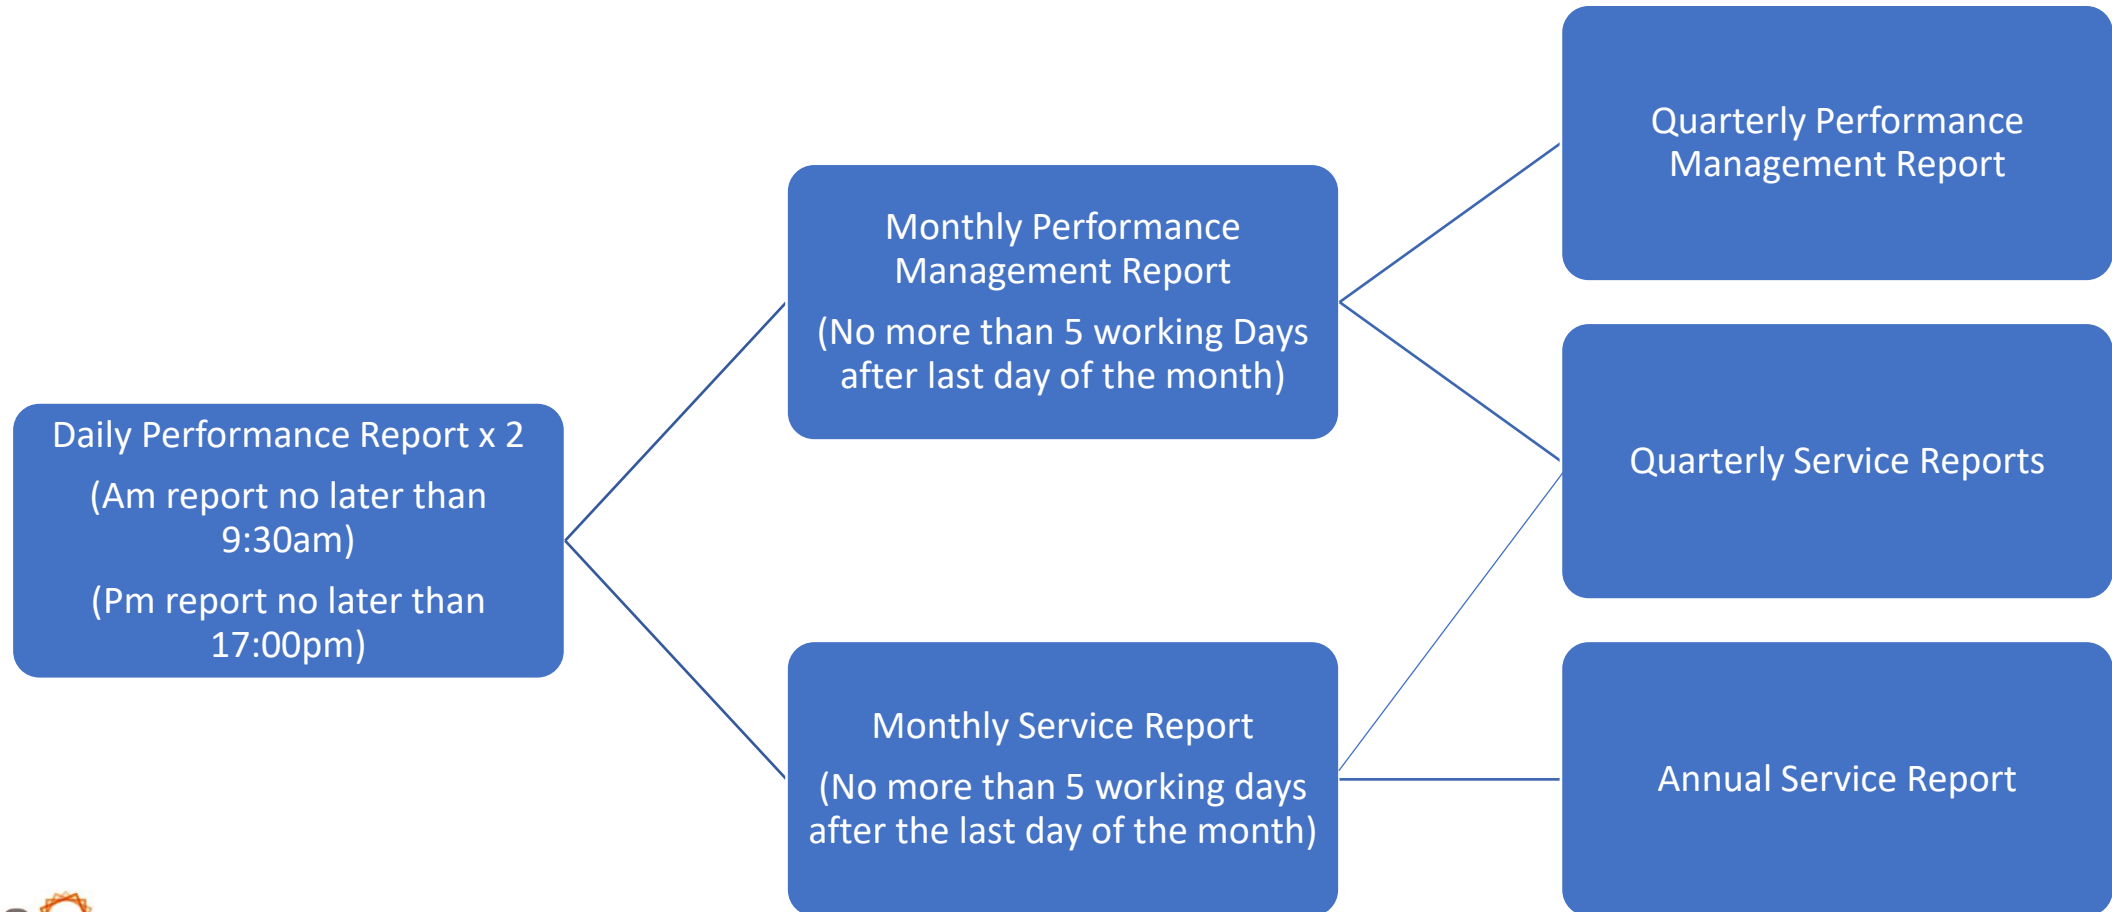 Daily Performance Report x 2
(Am report no later than
9:30am)
(Pm report no later than
17:00pm)
Monthly Performance
Management Report
(No more than 5 working Days
after last day of the month)
Monthly Service Report
(No more than 5 working days
after the last day of the month)
Quarterly Performance
Management Report
Quarterly Service Reports
Annual Service Report